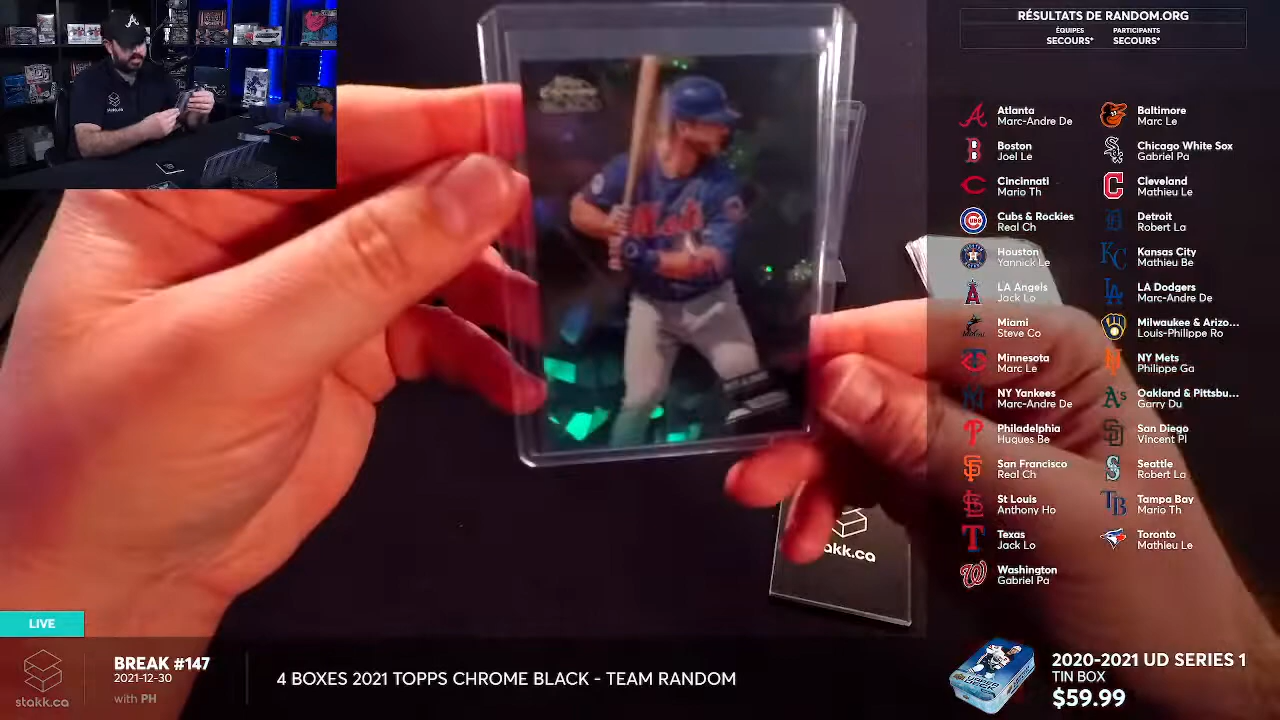 RÉSULTATS DE RANDOM.ORG
ÉQUIPES PARTICIPANTS
SECOURS* SECOURS*
Atlanta
Marc-Andre De
Baltimore
Marc Le
Boston
Joel Le
Chicago White Sox
Gabriel Pa
Cincinnati
Mario Th
Cleveland
Mathieu Le
Cubs & Rockies
Real Ch
Detroit
Robert La
Houston
Yannick Le
Kansas City
Mathieu Be
LA Angels
Jack Lo
LA Dodgers
Marc-Andre De
Miami
Steve Co
Milwaukee & Arizo...
Louis-Philippe Ro
Minnesota
Marc Le
NY Mets
Philippe Ga
NY Yankees
Marc-Andre De
Oakland & Pittsbu...
Garry Du
Philadelphia
Hugues Be
San Diego
Vincent Pl
San Francisco
Real Ch
Seattle
Robert La
St Louis
Anthony Ho
Tampa Bay
Mario Th
Texas
Jack Lo
Toronto
Mathieu Le
Washington
Gabriel Pa
Mets
stakk.ca
LIVE
stakk.ca
BREAK #147
2021-12-30
with PH
4 BOXES 2021 TOPPS CHROME BLACK - TEAM RANDOM
2020-2021 UD SERIES 1
TIN BOX
$59.99